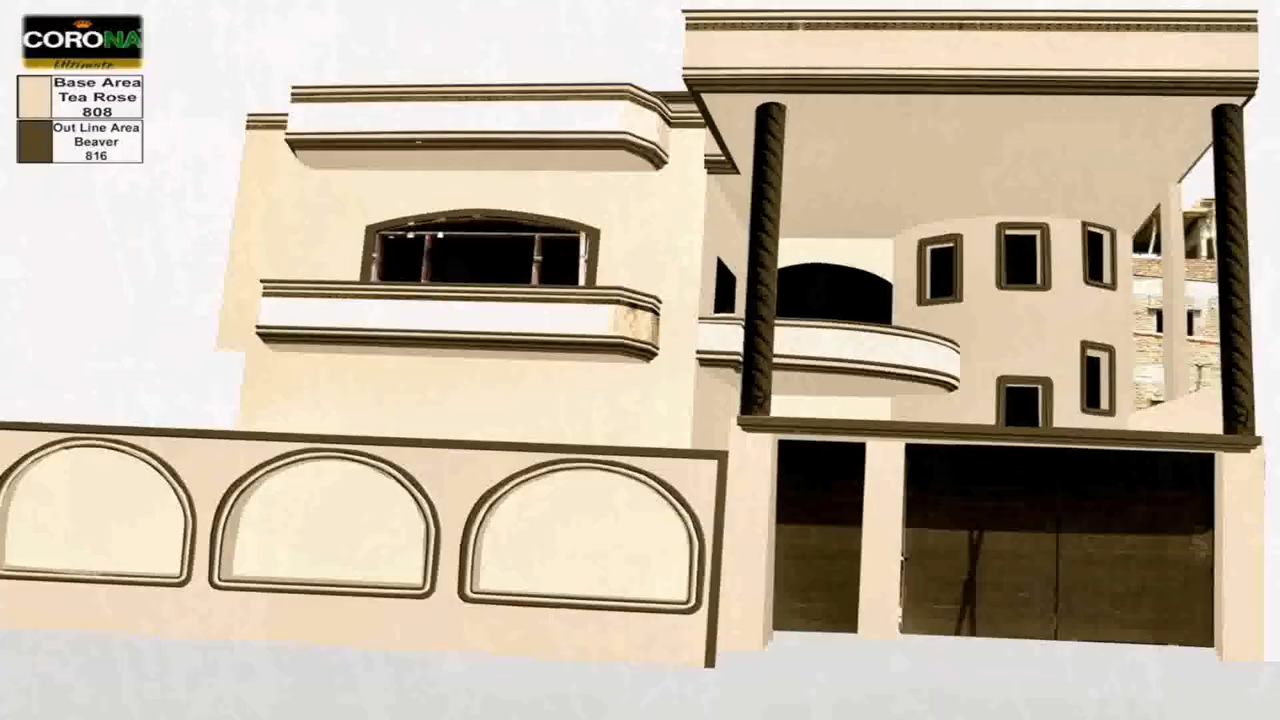 CORONA
Ultimate
Base Area
Tea Rose
808
Out Line Area
Beaver
816